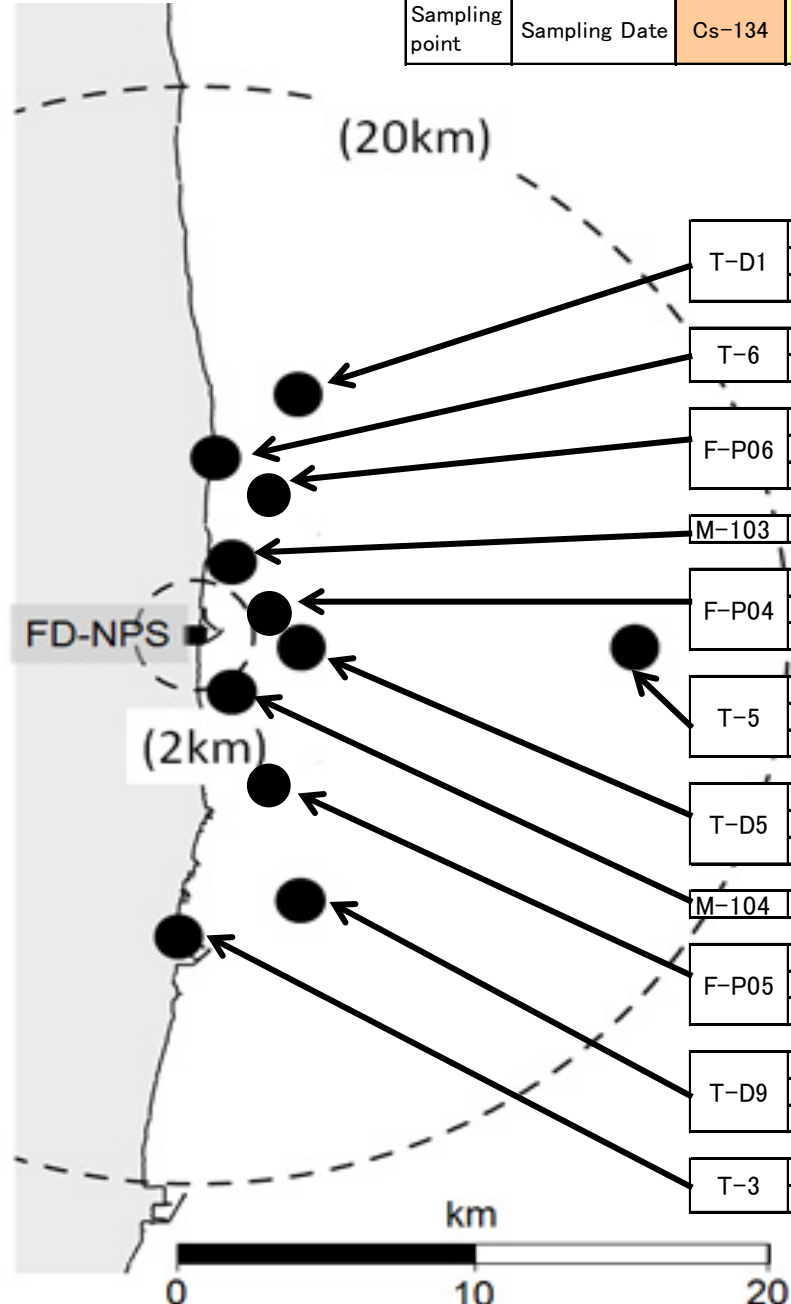 Sampling
point
Sampling Date
Cs-134
(20km)
T-D1
T-6
F-P06
M-103
F-P04
FD-NPS
T-5
(2km)
T-D5
M-104
F-P05
T-D9
T-3
km
0 10 20